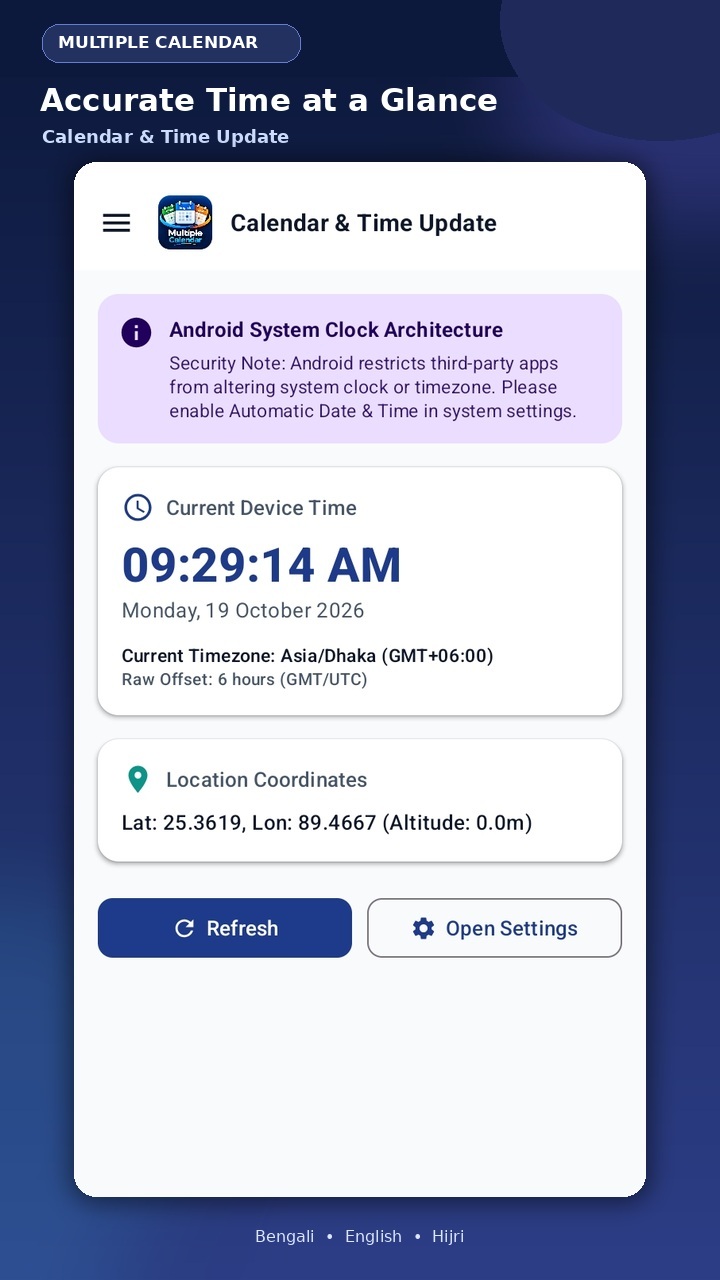 MULTIPLE CALENDAR
Accurate Time at a Glance
Calendar & Time Update
Multiple
Calendar
Calendar & Time Update
Android System Clock Architecture
Security Note: Android restricts third-party apps
from altering system clock or timezone. Please
enable Automatic Date & Time in system settings.
Current Device Time
09:29:14 AM
Monday, 19 October 2026
Current Timezone: Asia/Dhaka (GMT+06:00)
Raw Offset: 6 hours (GMT/UTC)
Location Coordinates
Lat: 25.3619, Lon: 89.4667 (Altitude: 0.0m)
Refresh
Open Settings
Bengali • English • Hijri